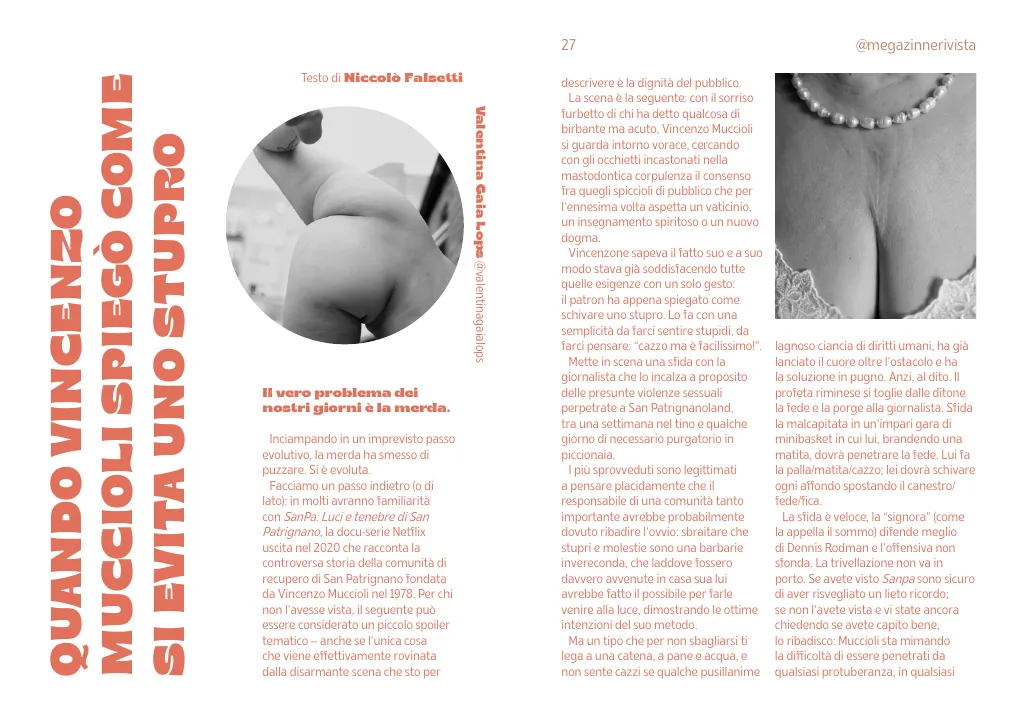 QUANDO VINCENZO
MUCCIOLI SPIEGÒ COME
SI EVITA UNO STUPRO
Testo di Niccolò Falsetti
Valentina Gaia Lops @valentinagaialops
Il vero problema dei
nostri giorni è la merda.
Inciampando in un imprevisto passo
evolutivo, la merda ha smesso di
puzzare. Si è evoluta.
Facciamo un passo indietro (o di
lato): in molti avranno familiarità
con SanPa: Luci e tenebre di San
Patrignano, la docu-serie Netflix
uscita nel 2020 che racconta la
controversa storia della comunità di
recupero di San Patrignano fondata
da Vincenzo Muccioli nel 1978. Per chi
non l'avesse vista, il seguente può
essere considerato un piccolo spoiler
tematico – anche se l'unica cosa
che viene effettivamente rovinata
dalla disarmante scena che sto per
27
@megazinnerivista
descrivere è la dignità del pubblico.
La scena è la seguente: con il sorriso
furbetto di chi ha detto qualcosa di
birbante ma acuto, Vincenzo Muccioli
si guarda intorno vorace, cercando
con gli occhietti incastonati nella
mastodontica corpulenza il consenso
fra quegli spiccioli di pubblico che per
l'ennesima volta aspetta un vaticinio,
un insegnamento spiritoso o un nuovo
dogma.
Vincenzone sapeva il fatto suo e a suo
modo stava già soddisfacendo tutte
quelle esigenze con un solo gesto:
il patron ha appena spiegato come
schivare uno stupro. Lo fa con una
semplicità da farci sentire stupidi, da
farci pensare: "cazzo ma è facilissimo!".
Mette in scena una sfida con la
giornalista che lo incalza a proposito
delle presunte violenze sessuali
perpetrate a San Patrignanoland,
tra una settimana nel tino e qualche
giorno di necessario purgatorio in
piccionaia.
I più sprovveduti sono legittimati
a pensare placidamente che il
responsabile di una comunità tanto
importante avrebbe probabilmente
dovuto ribadire l'ovvio: sbraitare che
stupri e molestie sono una barbarie
invereconda, che laddove fossero
davvero avvenute in casa sua lui
avrebbe fatto il possibile per farle
venire alla luce, dimostrando le ottime
intenzioni del suo metodo.
Ma un tipo che per non sbagliarsi ti
lega a una catena, a pane e acqua, e
non sente cazzi se qualche pusillanime
lagnoso ciancia di diritti umani, ha già
lanciato il cuore oltre l'ostacolo e ha
la soluzione in pugno. Anzi, al dito. Il
profeta riminese si toglie dalle ditone
la fede e la porge alla giornalista. Sfida
la malcapitata in un'impari gara di
minibasket in cui lui, brandendo una
matita, dovrà penetrare la fede. Lui fa
la palla/matita/cazzo; lei dovrà schivare
ogni affondo spostando il canestro/
fede/fica.
La sfida è veloce, la "signora" (come
la appella il sommo) difende meglio
di Dennis Rodman e l'offensiva non
sfonda. La trivellazione non va in
porto. Se avete visto Sanpa sono sicuro
di aver risvegliato un lieto ricordo;
se non l'avete vista e vi state ancora
chiedendo se avete capito bene,
lo ribadisco: Muccioli sta mimando
la difficoltà di essere penetrati da
qualsiasi protuberanza, in qualsiasi